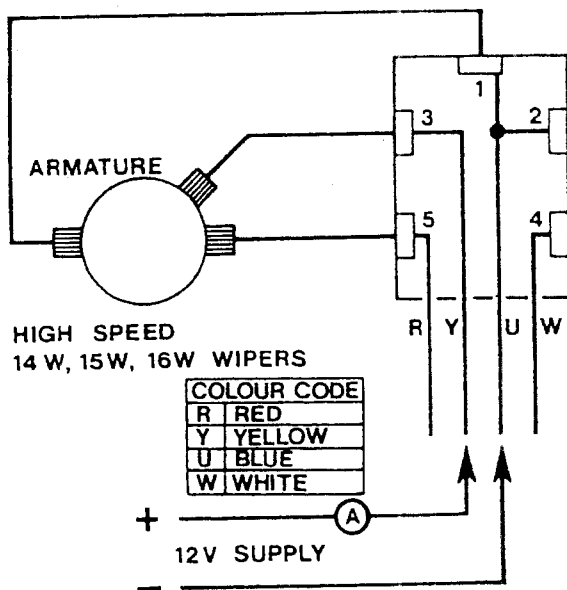 1
3
2
ARMATURE
5
4
R Y U W
HIGH SPEED
14 W, 15W, 16W WIPERS
COLOUR CODE
R RED
Y YELLOW
U BLUE
W WHITE
+ A
12V SUPPLY
-